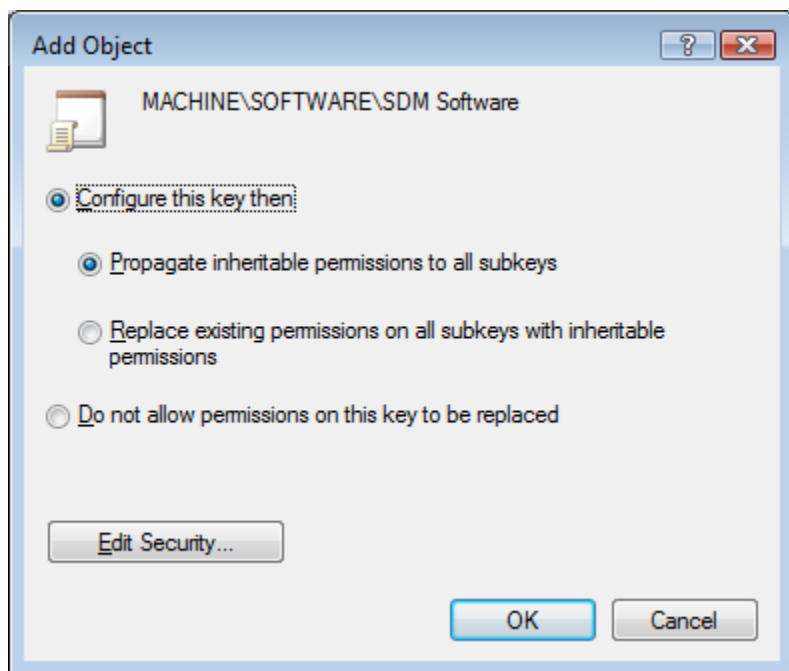 Add Object
MACHINE\SOFTWARE\SDM Software
Configure this key then
Propagate inheritable permissions to all subkeys
Replace existing permissions on all subkeys with inheritable
permissions
Do not allow permissions on this key to be replaced
Edit Security...
OK
Cancel